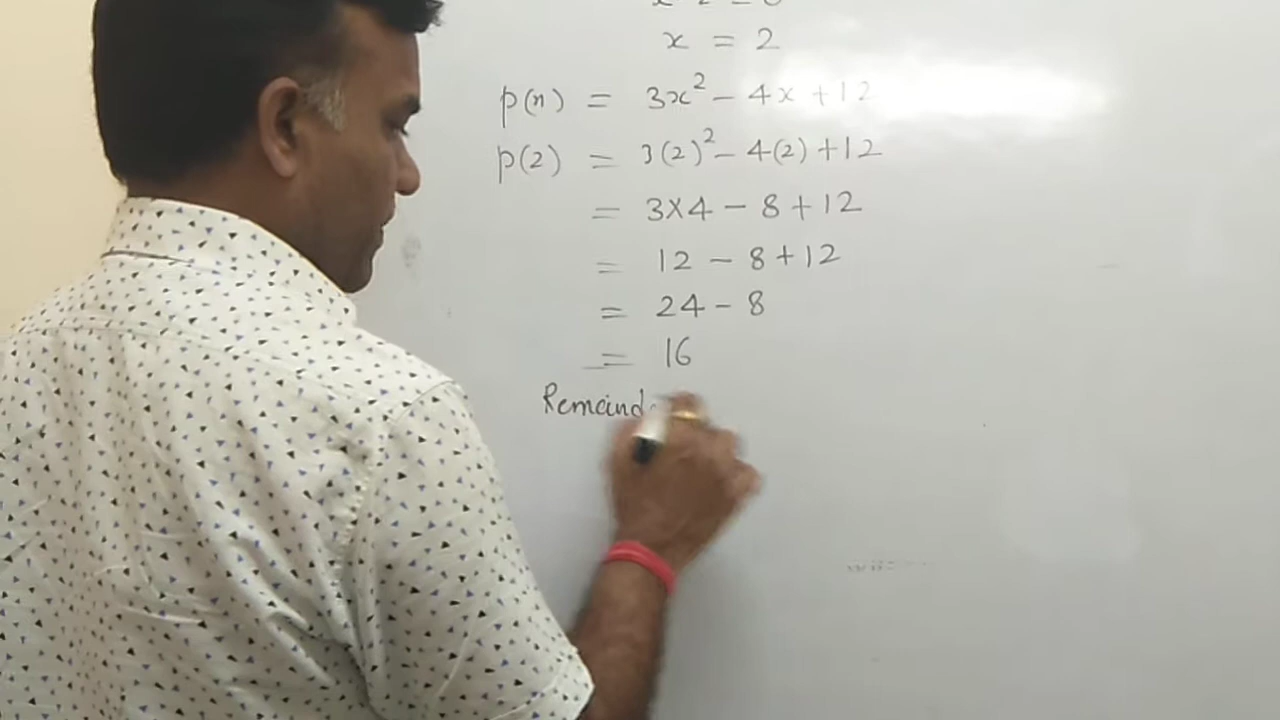 x = 2
p(x) = 3x² - 4x + 12
p(2) = 3(2)² - 4(2) + 12
= 3×4 - 8 + 12
= 12 - 8 + 12
= 24 - 8
= 16
Remaind